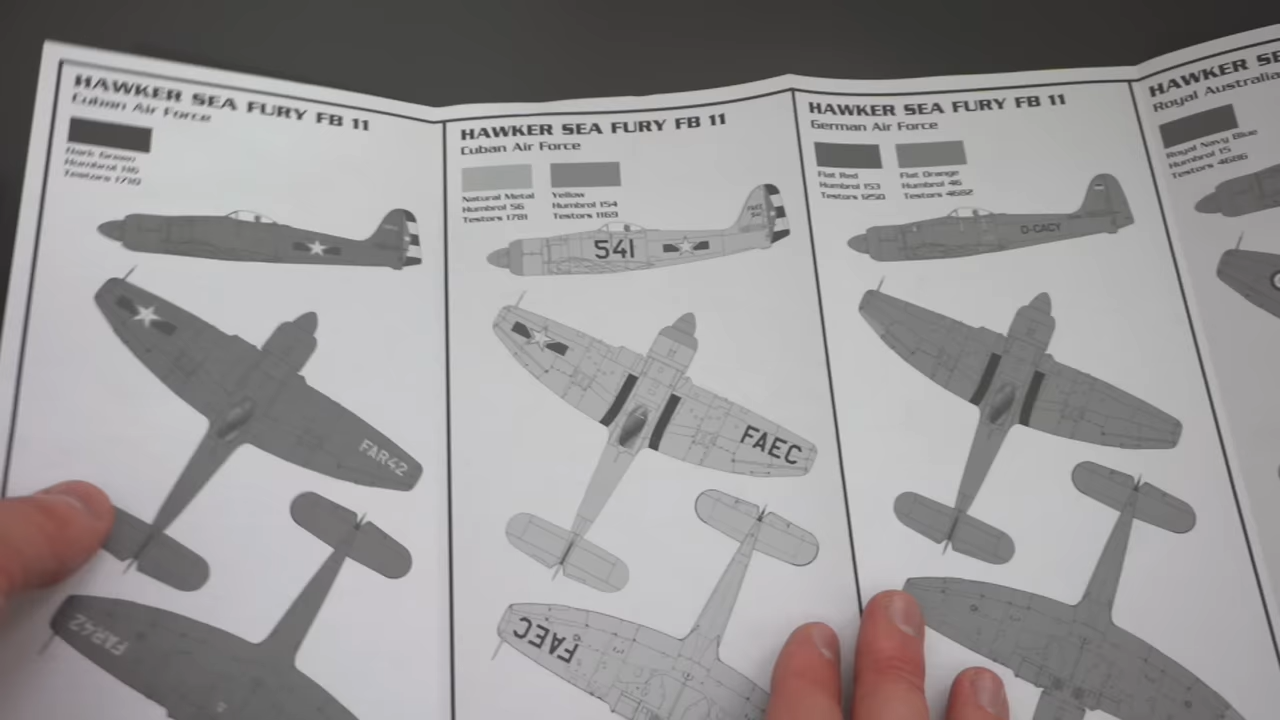 HAWKER SEA FURY FB 11
Cuban Air Force
Dark Green
Humbrol 116
Testors 1710
FAR42
FAR42
HAWKER SEA FURY FB 11
Cuban Air Force
Natural Metal
Humbrol 56
Testors 1781
Yellow
Humbrol 154
Testors 1169
FAEC
541
541
FAEC
FAEC
HAWKER SEA FURY FB 11
German Air Force
Flat Red
Humbrol 153
Testors 1250
Flat Orange
Humbrol 46
Testors 4682
D-CACY
HAWKER SE
Royal Australia
Royal Navy Blue
Humbrol 15
Testors 4686